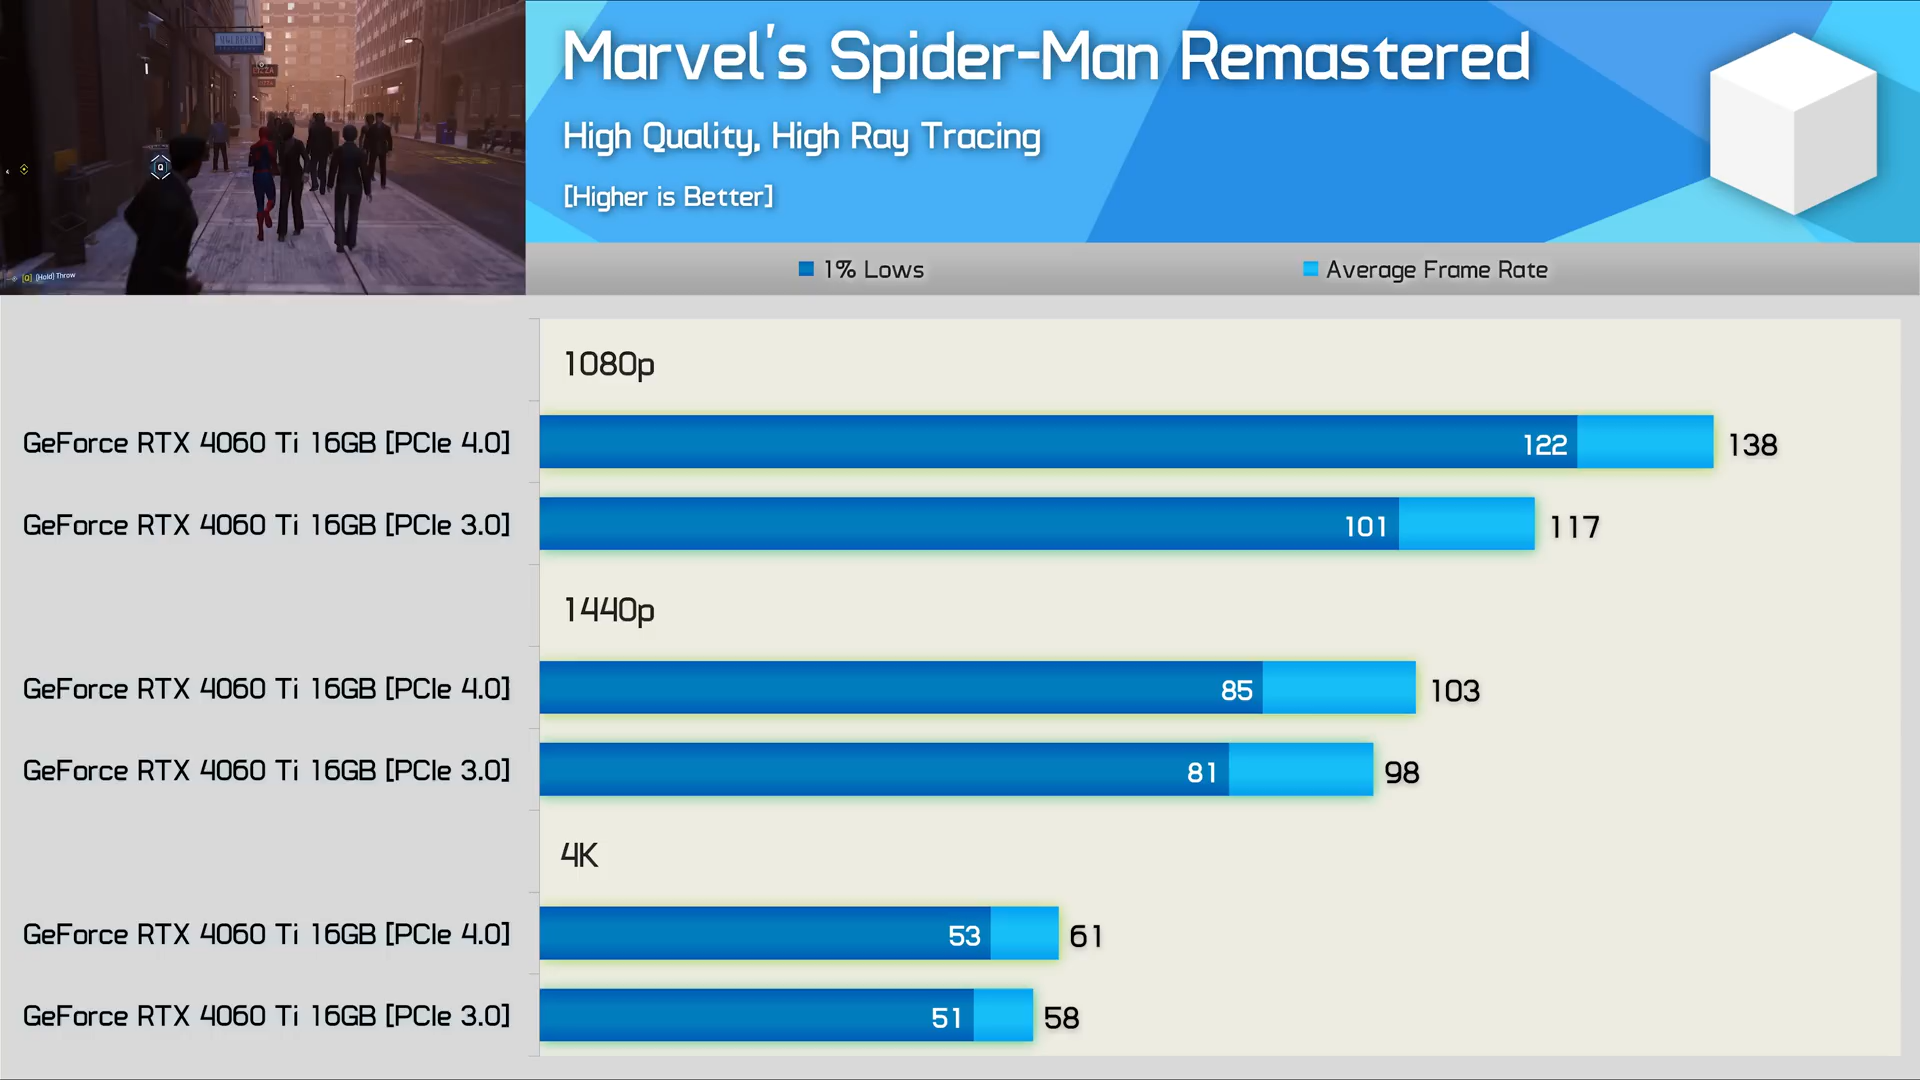 MULBERRY
PIZZA
Q
[Q] [Hold] Throw
Marvel's Spider-Man Remastered
High Quality, High Ray Tracing
[Higher is Better]
1% Lows
Average Frame Rate
1080p
GeForce RTX 4060 Ti 16GB [PCIe 4.0] 122 138
GeForce RTX 4060 Ti 16GB [PCIe 3.0] 101 117
1440p
GeForce RTX 4060 Ti 16GB [PCIe 4.0] 85 103
GeForce RTX 4060 Ti 16GB [PCIe 3.0] 81 98
4K
GeForce RTX 4060 Ti 16GB [PCIe 4.0] 53 61
GeForce RTX 4060 Ti 16GB [PCIe 3.0] 51 58